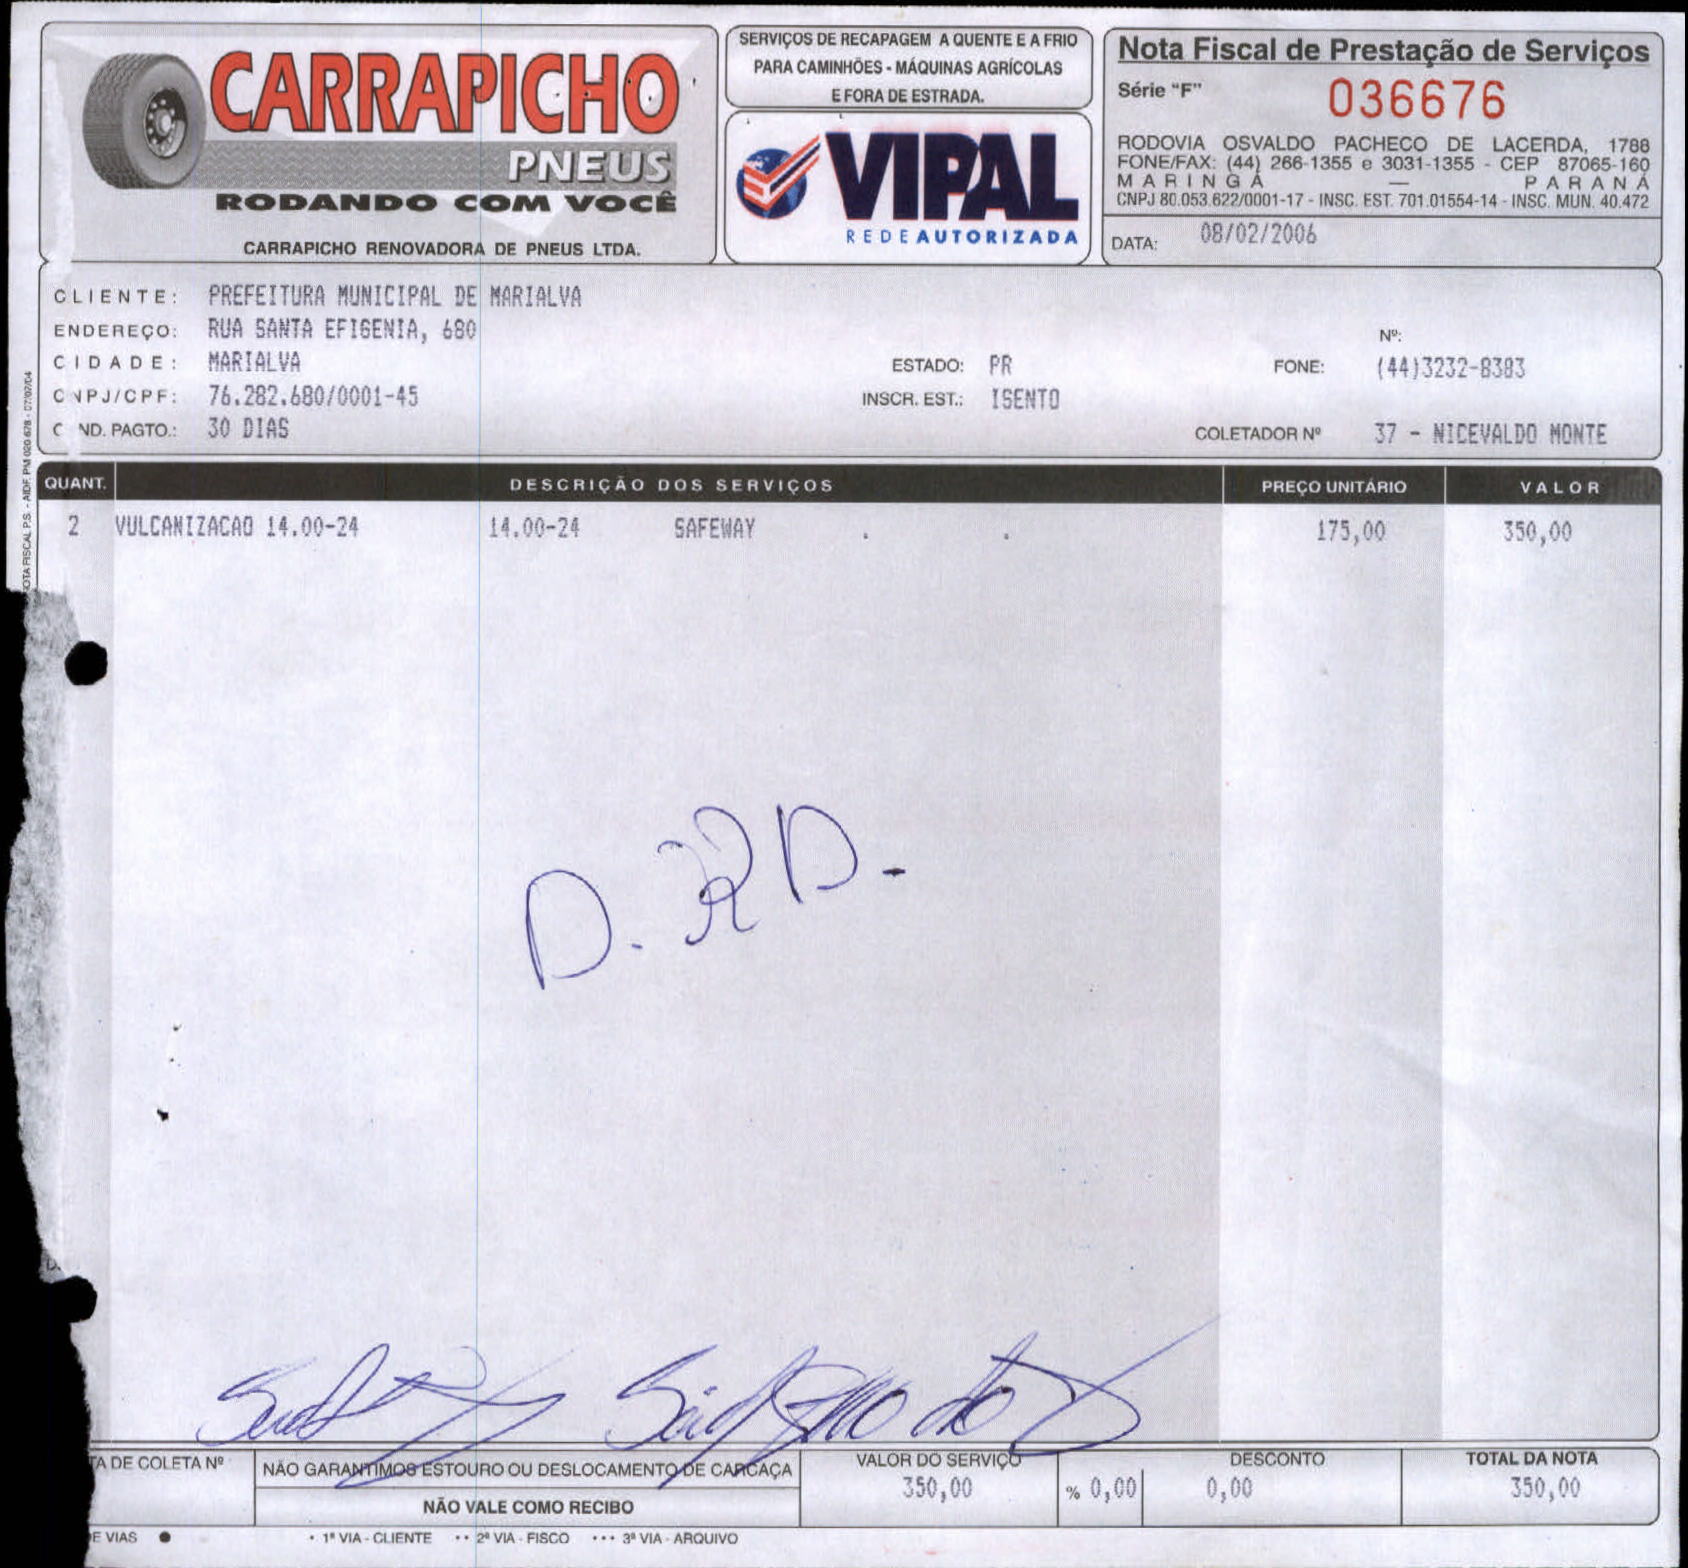 CARRAPICHO
PNEUS
RODANDO COM VOCÊ
CARRAPICHO RENOVADORA DE PNEUS LTDA.
SERVIÇOS DE RECAPAGEM A QUENTE E A FRIO
PARA CAMINHÕES - MÁQUINAS AGRÍCOLAS
E FORA DE ESTRADA.
VIPAL
REDE AUTORIZADA
Nota Fiscal de Prestação de Serviços
Série "F" 036676
RODOVIA OSVALDO PACHECO DE LACERDA, 1788
FONE/FAX: (44) 266-1355 e 3031-1355 - CEP 87065-160
MARINGÁ — PARANÁ
CNPJ 80.053.622/0001-17 - INSC. EST. 701.01554-14 - INSC. MUN. 40.472
DATA: 08/02/2006
CLIENTE: PREFEITURA MUNICIPAL DE MARIALVA
ENDEREÇO: RUA SANTA EFIGENIA, 680 Nº:
CIDADE: MARIALVA ESTADO: PR FONE: (44)3232-8383
CNPJ/CPF: 76.282.680/0001-45 INSCR. EST.: ISENTO
C ND. PAGTO.: 30 DIAS COLETADOR Nº 37 - NICEVALDO MONTE
QUANT. DESCRIÇÃO DOS SERVIÇOS PREÇO UNITÁRIO VALOR
2 VULCANIZACAO 14.00-24 14.00-24 SAFEWAY . . 175,00 350,00
TA DE COLETA Nº
NÃO GARANTIMOS ESTOURO OU DESLOCAMENTO DE CARCAÇA
NÃO VALE COMO RECIBO
VALOR DO SERVIÇO DESCONTO TOTAL DA NOTA
350,00 % 0,00 0,00 350,00
E VIAS ● • 1ª VIA - CLIENTE •• 2ª VIA - FISCO ••• 3ª VIA - ARQUIVO